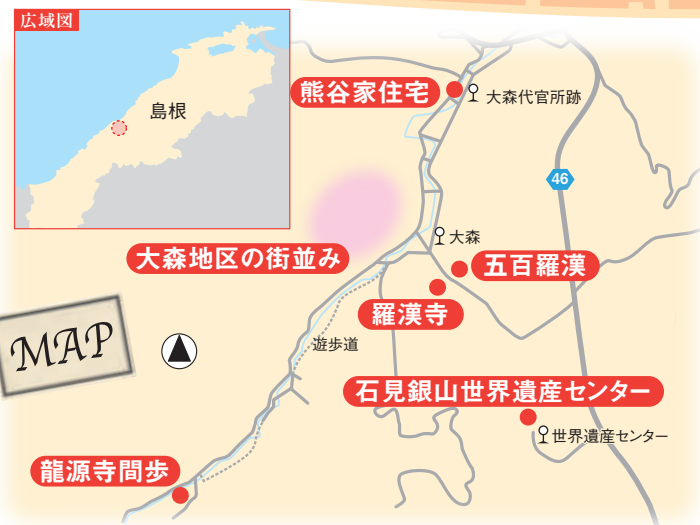 広域図
島根
熊谷家住宅
大森代官所跡
46
大森
大森地区の街並み
五百羅漢
羅漢寺
MAP
遊歩道
石見銀山世界遺産センター
世界遺産センター
龍源寺間歩